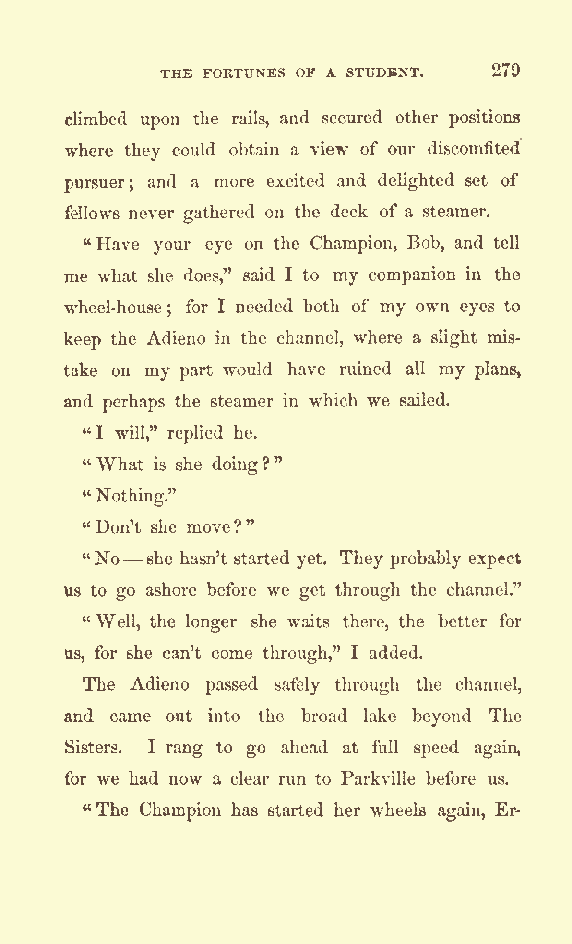 THE FORTUNES OF A STUDENT. 279
climbed upon the rails, and secured other positions
where they could obtain a view of our discomfited
pursuer; and a more excited and delighted set of
fellows never gathered on the deck of a steamer.
"Have your eye on the Champion, Bob, and tell
me what she does," said I to my companion in the
wheel-house; for I needed both of my own eyes to
keep the Adieno in the channel, where a slight mis-
take on my part would have ruined all my plans,
and perhaps the steamer in which we sailed.
"I will," replied he.
"What is she doing?"
"Nothing."
"Don't she move?"
"No—she hasn't started yet. They probably expect
us to go ashore before we get through the channel."
"Well, the longer she waits there, the better for
us, for she can't come through," I added.
The Adieno passed safely through the channel,
and came out into the broad lake beyond The
Sisters. I rang to go ahead at full speed again,
for we had now a clear run to Parkville before us.
"The Champion has started her wheels again, Er-